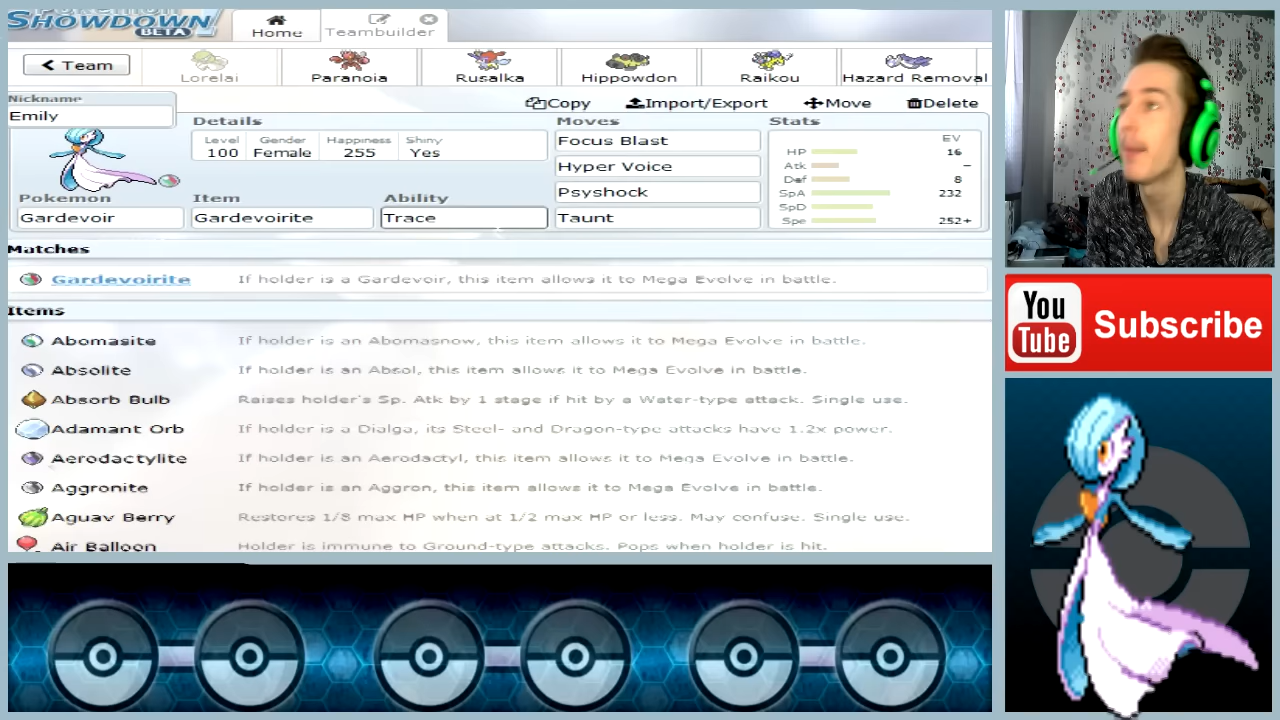 SHOWDOWN
BETA
Home
Teambuilder
< Team
Lorelai
Paranoia
Rusalka
Hippowdon
Raikou
Hazard Removal
Nickname
Emily
Copy
Import/Export
Move
Delete
Details
Level
100
Gender
Female
Happiness
255
Shiny
Yes
Pokemon
Gardevoir
Item
Gardevoirite
Ability
Trace
Moves
Focus Blast
Hyper Voice
Psyshock
Taunt
Stats
EV
HP 16
Atk –
Def 8
SpA 232
SpD
Spe 252+
Matches
Gardevoirite If holder is a Gardevoir, this item allows it to Mega Evolve in battle.
Items
Abomasite If holder is an Abomasnow, this item allows it to Mega Evolve in battle.
Absolite If holder is an Absol, this item allows it to Mega Evolve in battle.
Absorb Bulb Raises holder's Sp. Atk by 1 stage if hit by a Water-type attack. Single use.
Adamant Orb If holder is a Dialga, its Steel- and Dragon-type attacks have 1.2x power.
Aerodactylite If holder is an Aerodactyl, this item allows it to Mega Evolve in battle.
Aggronite If holder is an Aggron, this item allows it to Mega Evolve in battle.
Aguav Berry Restores 1/8 max HP when at 1/2 max HP or less. May confuse. Single use.
Air Balloon Holder is immune to Ground-type attacks. Pops when holder is hit.
You
Tube
Subscribe